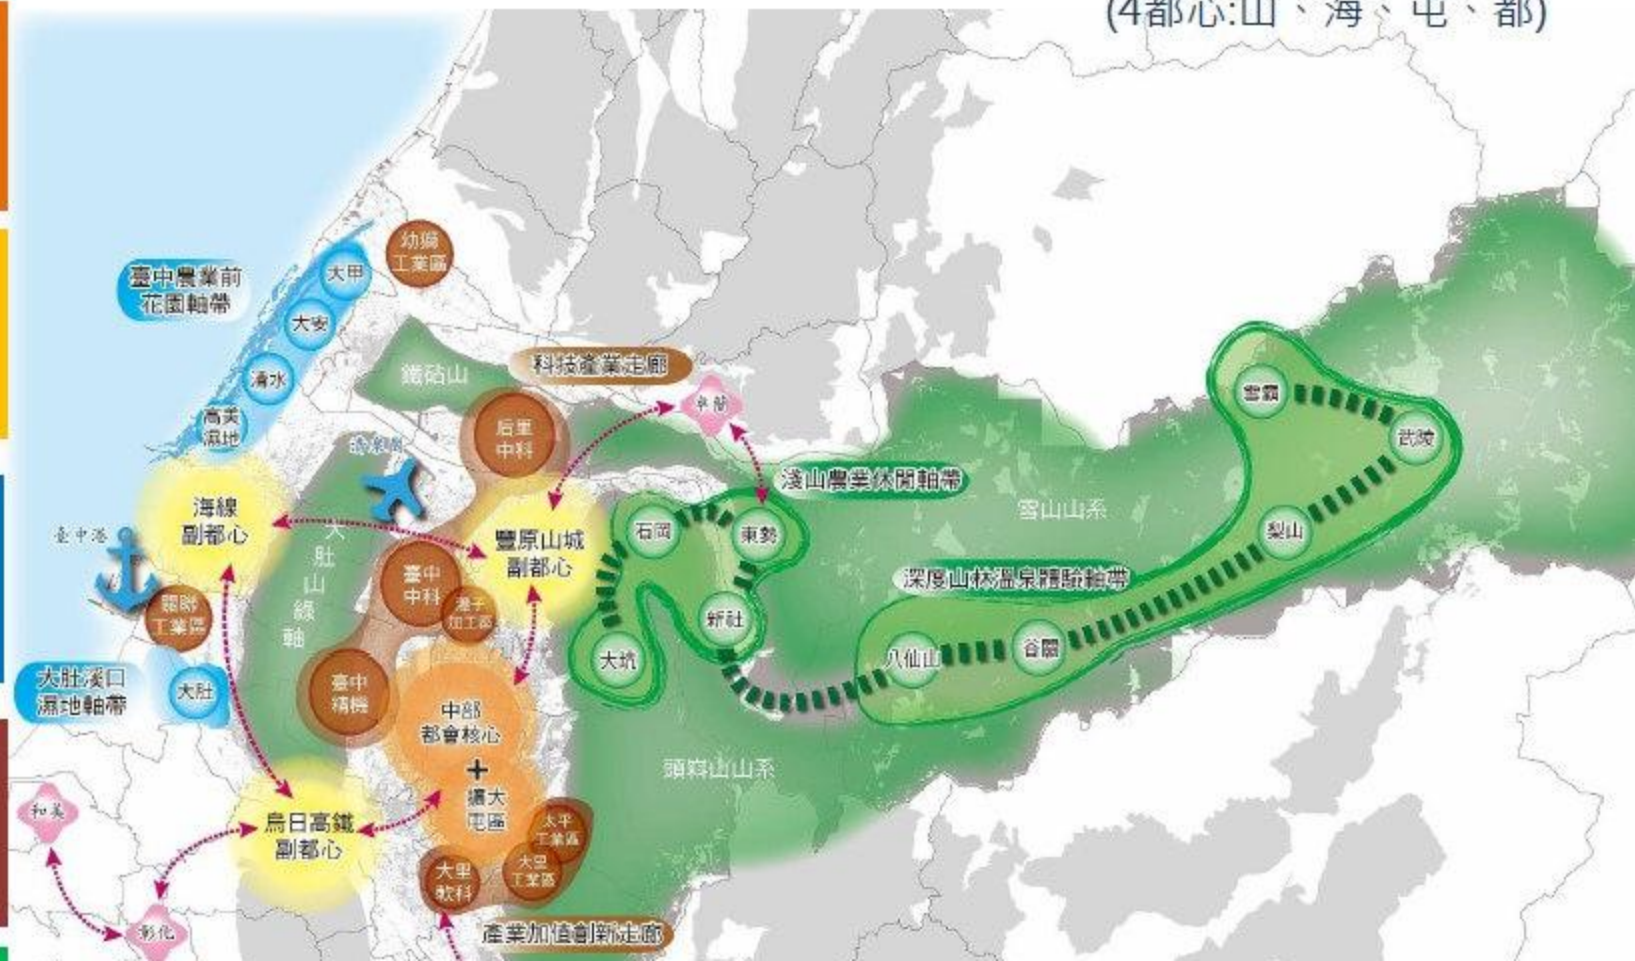 (4都心:山、海、屯、都)
幼獅
工業區
臺中農業前
花園軸帶
大甲
大安
清水
高美
濕地
鐵砧山
科技產業走廊
卓蘭
后里
中科
清泉崗
淺山農業休閒軸帶
雪霸
武陵
雪山山系
海線
副都心
豐原山城
副都心
石岡
東勢
梨山
臺中港
大
肚
山
綠
軸
臺中
中科
潭子
加工區
深度山林溫泉體驗軸帶
關聯
工業區
新社
大坑
八仙山
谷關
大肚溪口
濕地軸帶
大肚
臺中
精機
中部
都會核心
+
擴大
屯區
頭嵙山山系
和美
烏日高鐵
副都心
太平
工業區
大里
工業區
大里
軟科
彰化
產業加值創新走廊